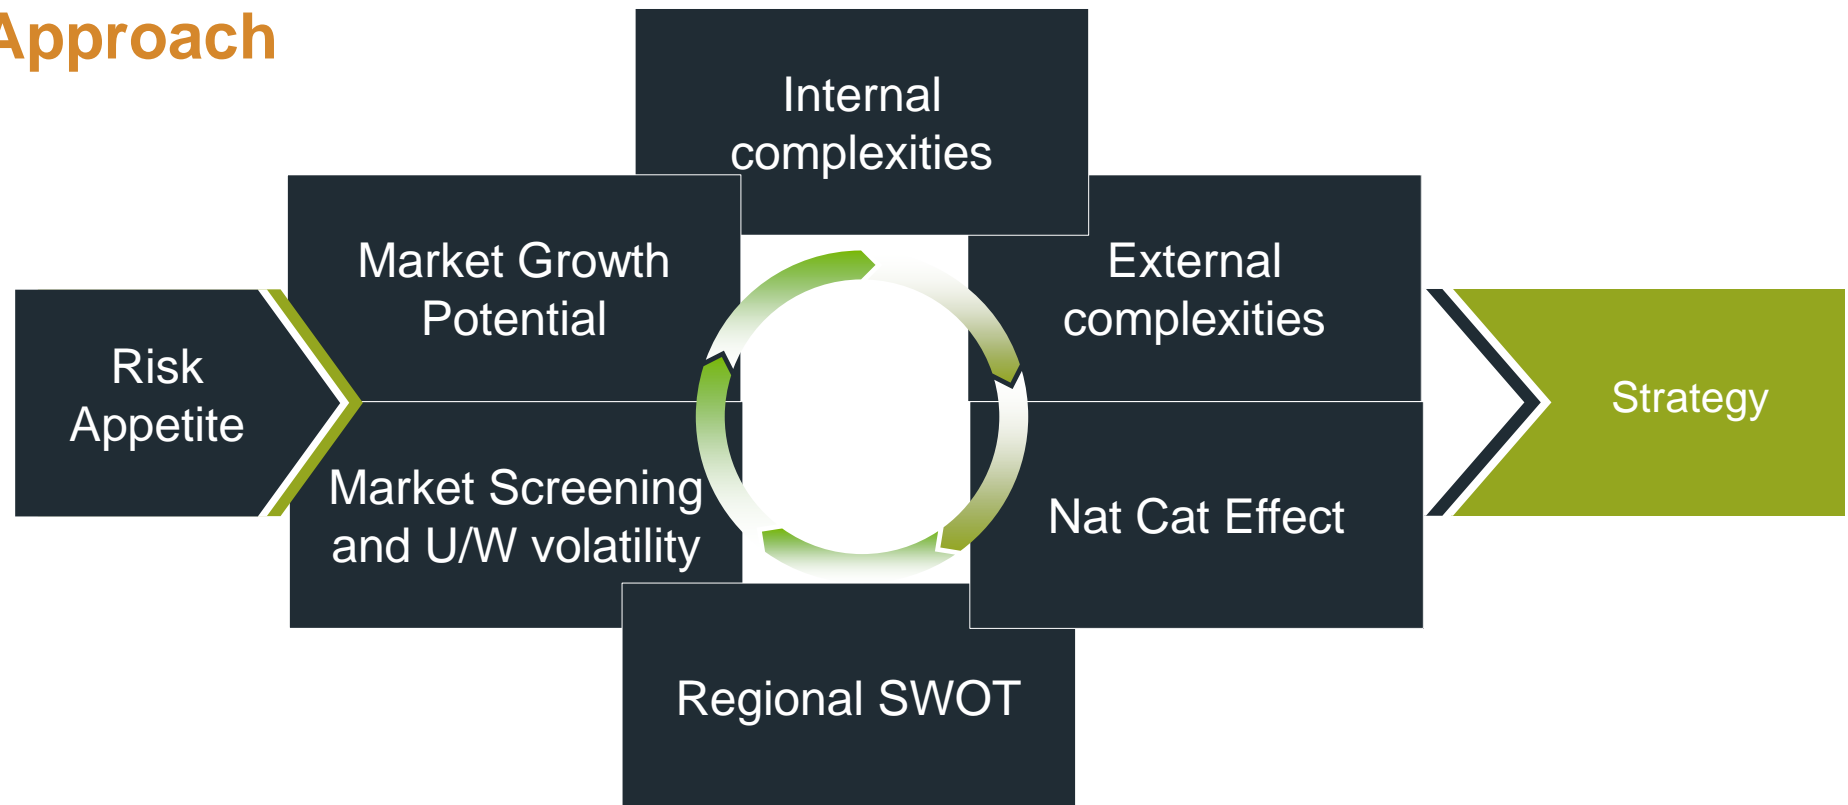 Approach
Internal
complexities
Market Growth
Potential
External
complexities
Risk
Appetite
Strategy
Market Screening
and U/W volatility
Nat Cat Effect
Regional SWOT